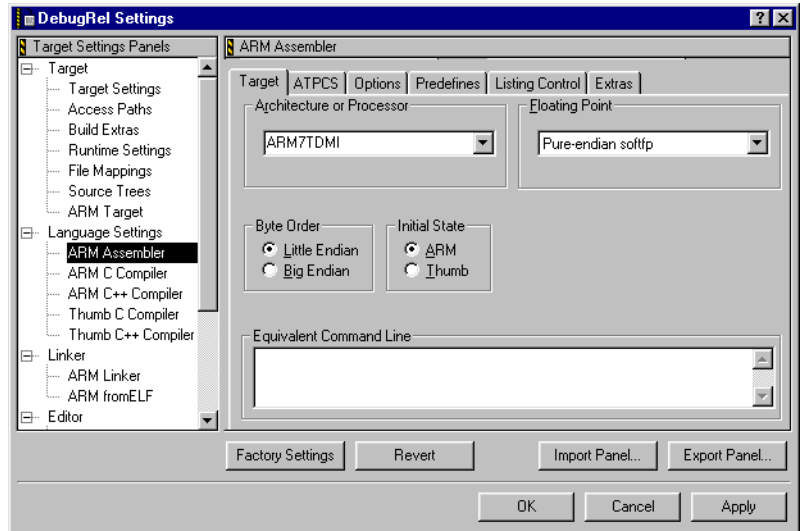 DebugRel Settings
Target Settings Panels
Target
Target Settings
Access Paths
Build Extras
Runtime Settings
File Mappings
Source Trees
ARM Target
Language Settings
ARM Assembler
ARM C Compiler
ARM C++ Compiler
Thumb C Compiler
Thumb C++ Compiler
Linker
ARM Linker
ARM fromELF
Editor
ARM Assembler
Target ATPCS Options Predefines Listing Control Extras
Architecture or Processor
ARM7TDMI
Floating Point
Pure-endian softfp
Byte Order
Little Endian
Big Endian
Initial State
ARM
Thumb
Equivalent Command Line
Factory Settings Revert Import Panel... Export Panel...
OK Cancel Apply